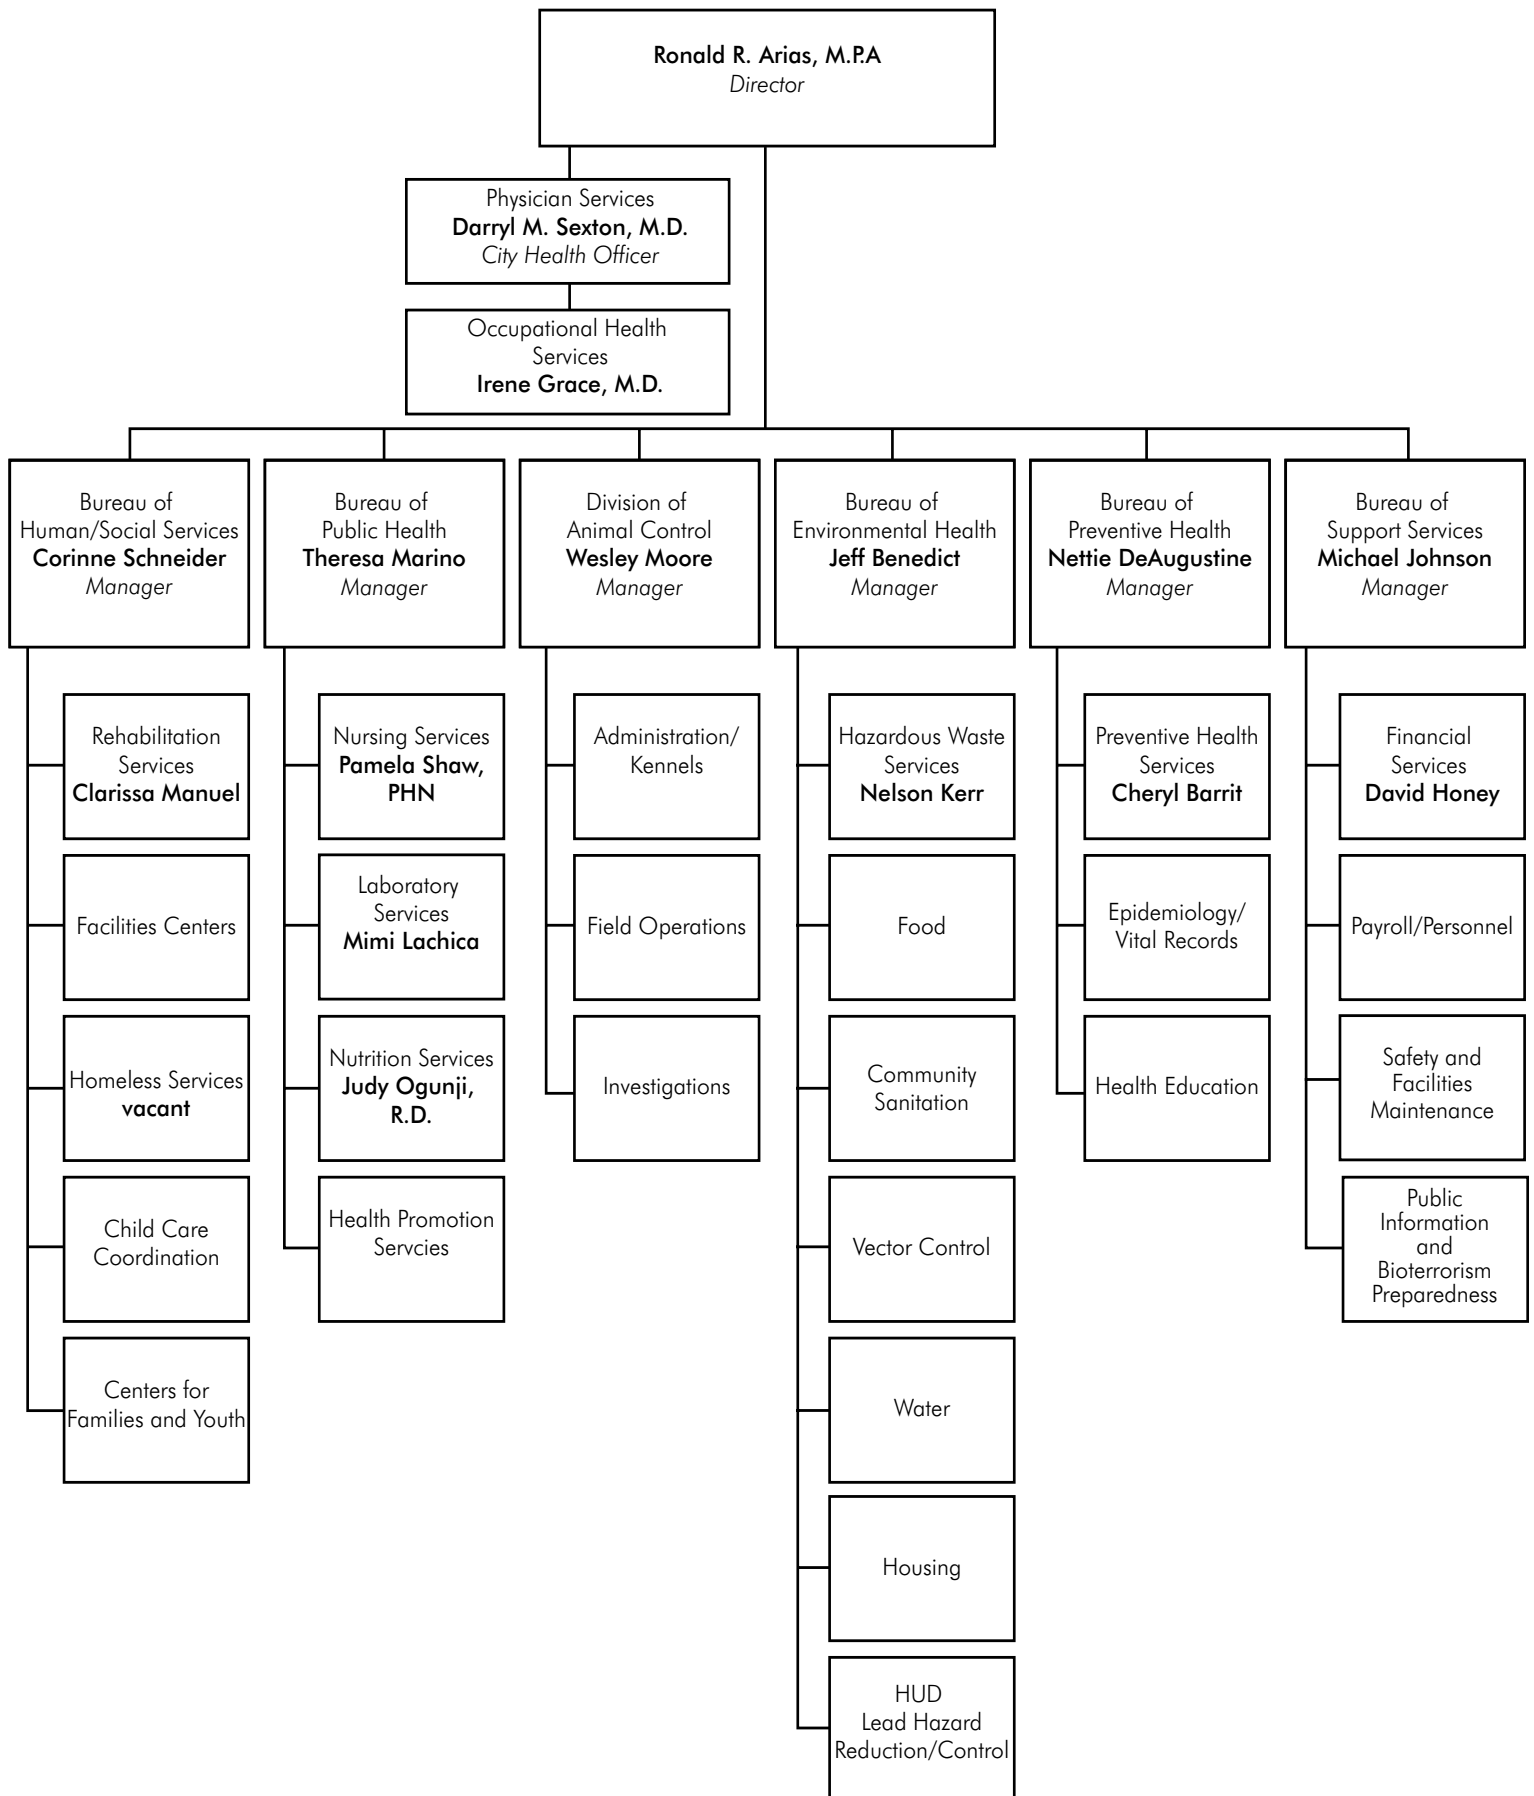 Ronald R. Arias, M.P.A
Director
Physician Services
Darryl M. Sexton, M.D.
City Health Officer
Occupational Health
Services
Irene Grace, M.D.
Bureau of
Human/Social Services
Corinne Schneider
Manager
Bureau of
Public Health
Theresa Marino
Manager
Division of
Animal Control
Wesley Moore
Manager
Bureau of
Environmental Health
Jeff Benedict
Manager
Bureau of
Preventive Health
Nettie DeAugustine
Manager
Bureau of
Support Services
Michael Johnson
Manager
Rehabilitation
Services
Clarissa Manuel
Facilities Centers
Homeless Services
vacant
Child Care
Coordination
Centers for
Families and Youth
Nursing Services
Pamela Shaw,
PHN
Laboratory
Services
Mimi Lachica
Nutrition Services
Judy Ogunji,
R.D.
Health Promotion
Servcies
Administration/
Kennels
Field Operations
Investigations
Hazardous Waste
Services
Nelson Kerr
Food
Community
Sanitation
Vector Control
Water
Housing
HUD
Lead Hazard
Reduction/Control
Preventive Health
Services
Cheryl Barrit
Epidemiology/
Vital Records
Health Education
Financial
Services
David Honey
Payroll/Personnel
Safety and
Facilities
Maintenance
Public
Information
and
Bioterrorism
Preparedness